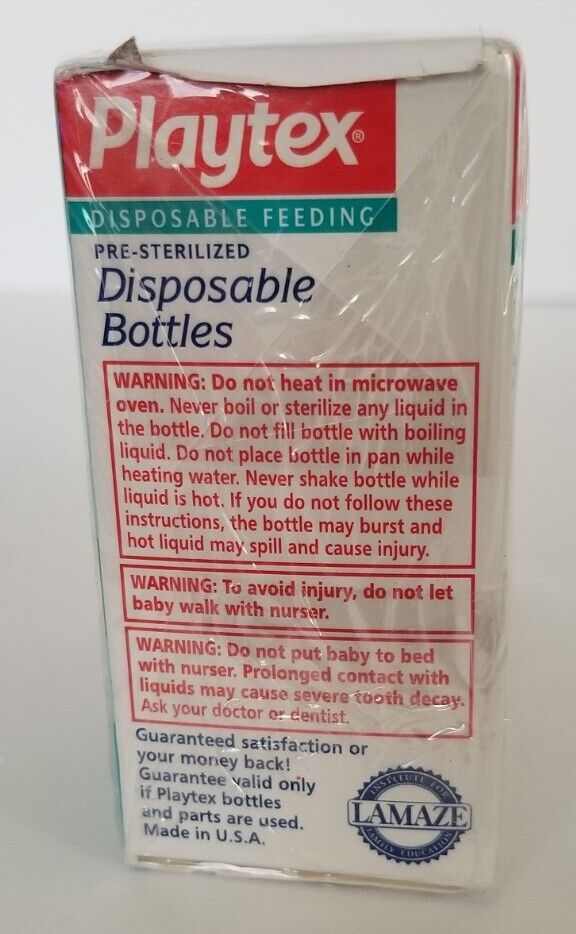 Playtex®
DISPOSABLE FEEDING
PRE-STERILIZED
Disposable
Bottles
WARNING: Do not heat in microwave
oven. Never boil or sterilize any liquid in
the bottle. Do not fill bottle with boiling
liquid. Do not place bottle in pan while
heating water. Never shake bottle while
liquid is hot. If you do not follow these
instructions, the bottle may burst and
hot liquid may spill and cause injury.
WARNING: To avoid injury, do not let
baby walk with nurser.
WARNING: Do not put baby to bed
with nurser. Prolonged contact with
liquids may cause severe tooth decay.
Ask your doctor or dentist.
Guaranteed satisfaction or
your money back!
Guarantee valid only
if Playtex bottles
and parts are used.
Made in U.S.A.
INSTITUTE FOR
LAMAZE
FAMILY EDUCATION